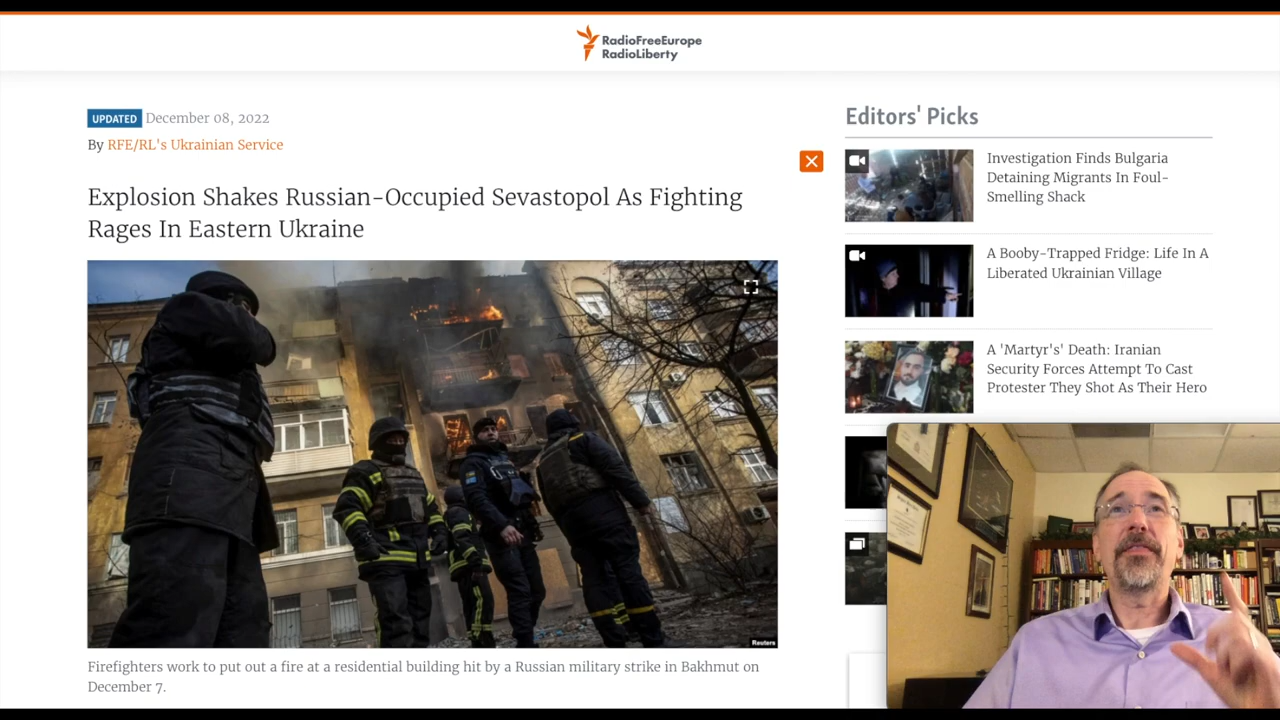 RadioFreeEurope
RadioLiberty
UPDATED December 08, 2022
By RFE/RL's Ukrainian Service
Explosion Shakes Russian-Occupied Sevastopol As Fighting
Rages In Eastern Ukraine
Reuters
Firefighters work to put out a fire at a residential building hit by a Russian military strike in Bakhmut on
December 7.
Editors' Picks
Investigation Finds Bulgaria
Detaining Migrants In Foul-
Smelling Shack
A Booby-Trapped Fridge: Life In A
Liberated Ukrainian Village
A 'Martyr's' Death: Iranian
Security Forces Attempt To Cast
Protester They Shot As Their Hero